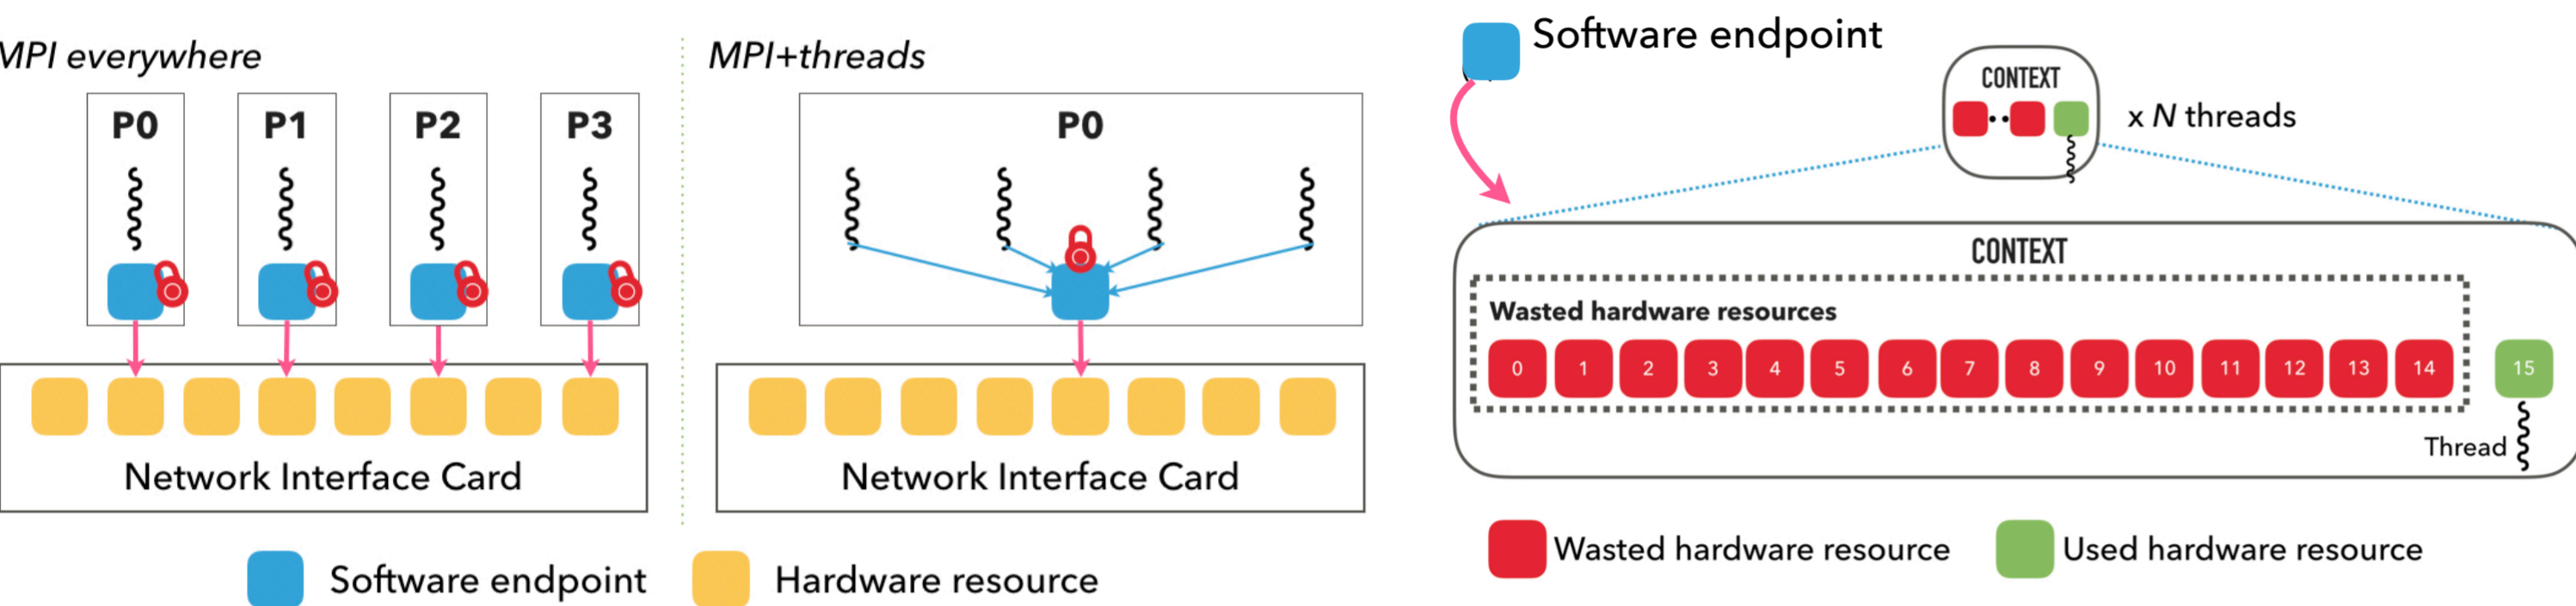 MPI everywhere
P0
P1
P2
P3
Network Interface Card
MPI+threads
P0
Network Interface Card
Software endpoint
Hardware resource
Software endpoint
CONTEXT
x N threads
CONTEXT
Wasted hardware resources
0 1 2 3 4 5 6 7 8 9 10 11 12 13 14
15
Thread
Wasted hardware resource
Used hardware resource